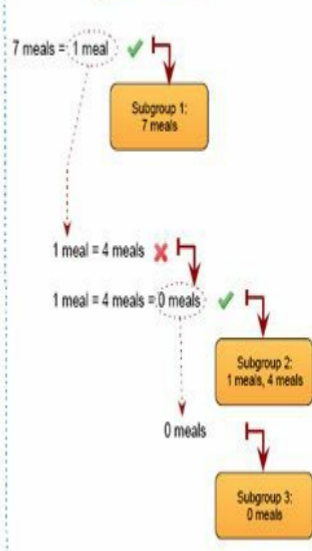 7 meals = 1 meal
Subgroup 1:
7 meals
1 meal = 4 meals
1 meal = 4 meals = 0 meals
Subgroup 2:
1 meals, 4 meals
0 meals
Subgroup 3:
0 meals